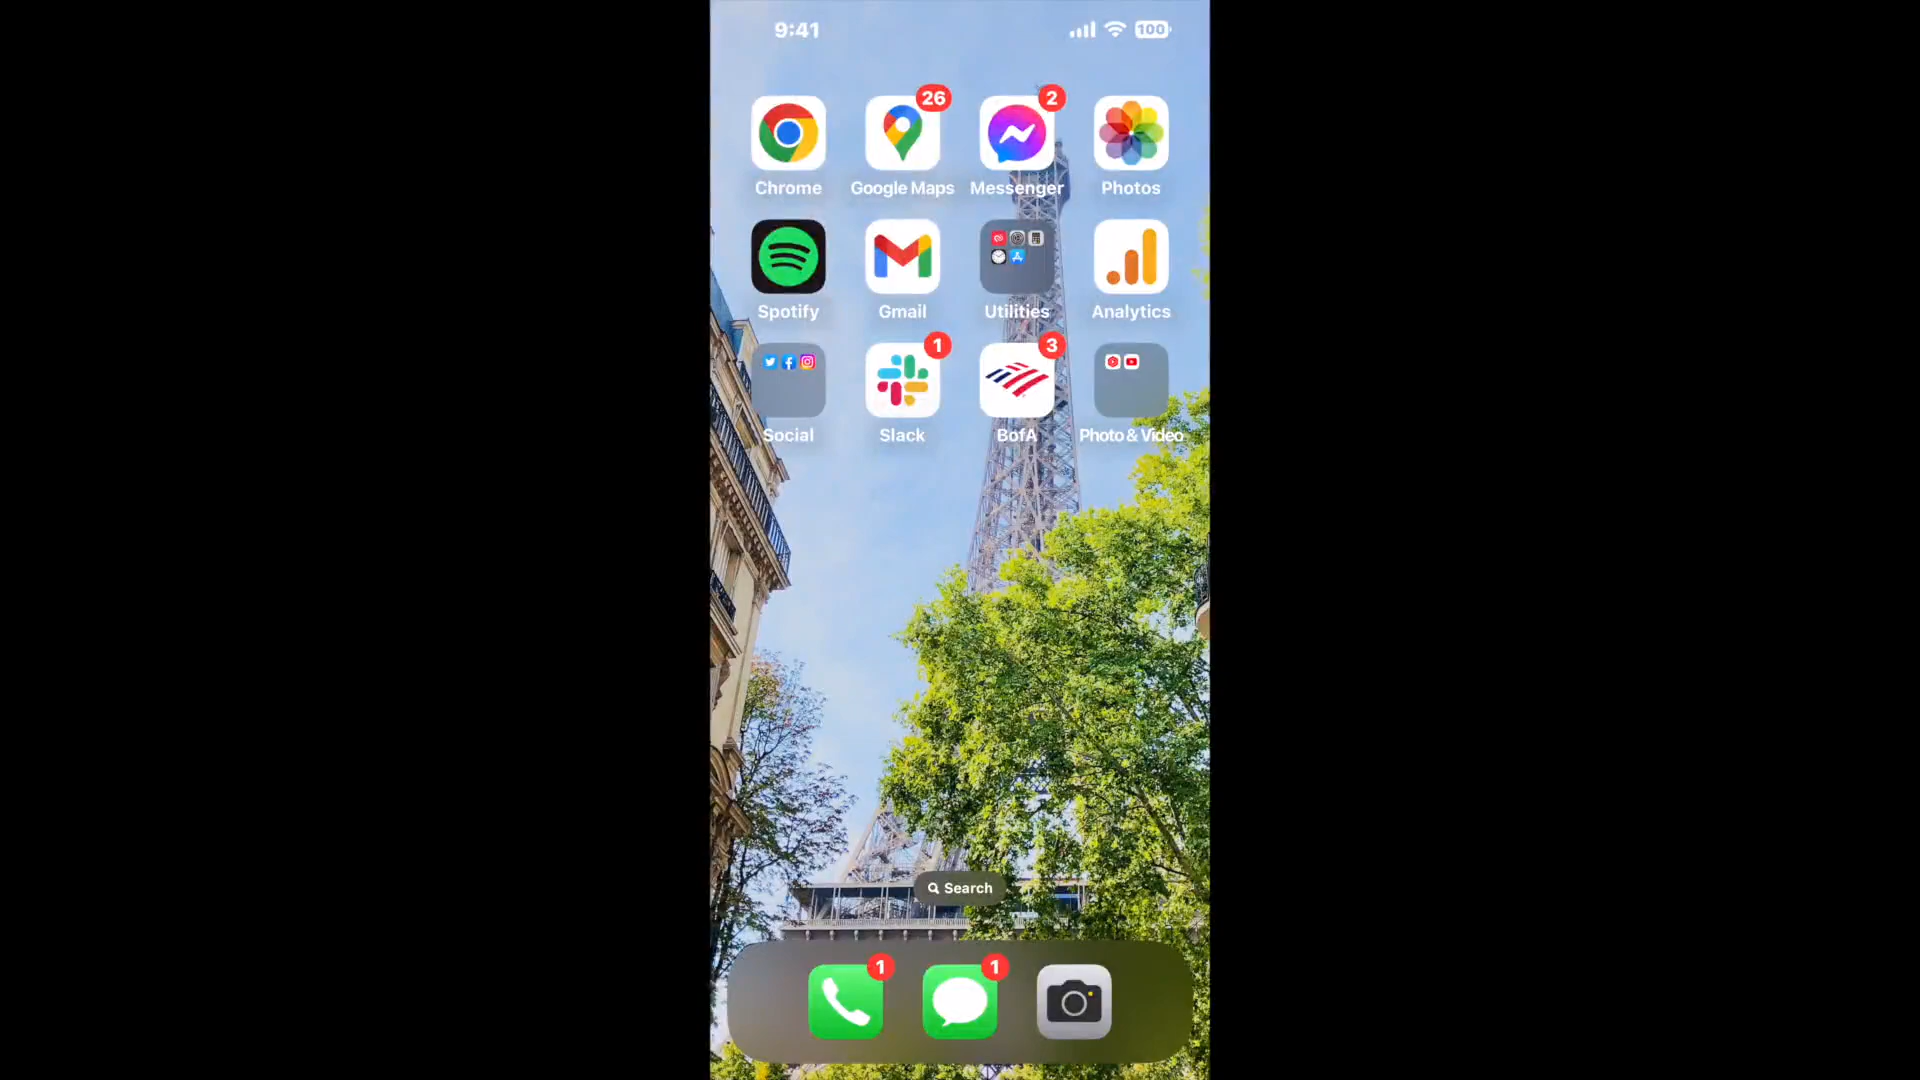 9:41
100
26
2
Chrome
Google Maps
Messenger
Photos
Spotify
Gmail
Utilities
Analytics
1
3
Social
Slack
BofA
Photo & Video
Search
1
1